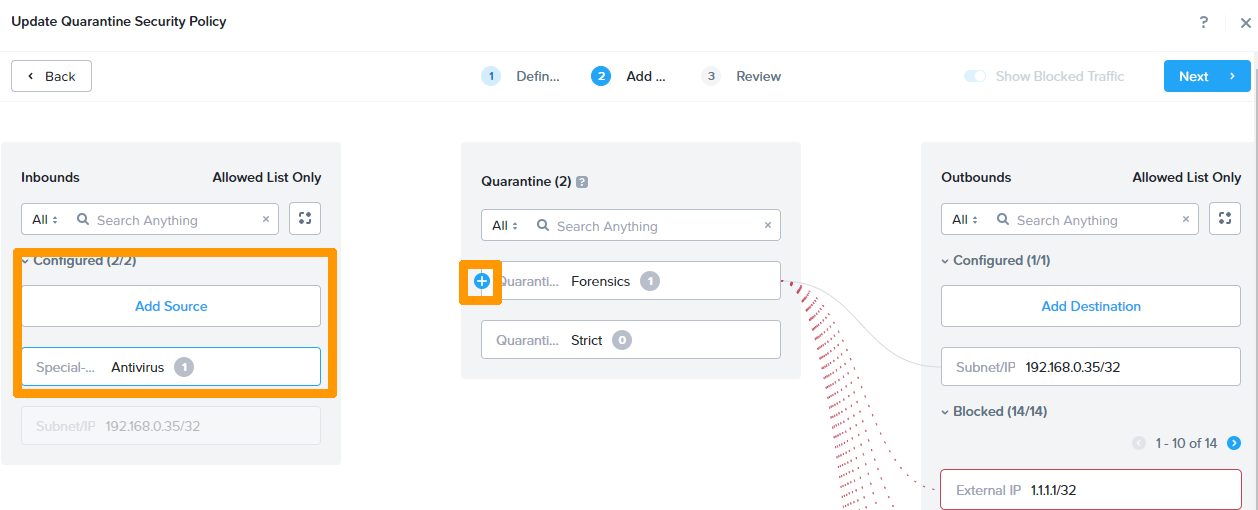 Update Quarantine Security Policy
?
×
Back
1 Defin... 2 Add ... 3 Review
Show Blocked Traffic
Next
Inbounds Allowed List Only
All Search Anything ×
Configured (2/2)
Add Source
Special-... Antivirus 1
Subnet/IP 192.168.0.35/32
Quarantine (2) ?
All Search Anything ×
Quaranti... Forensics 1
Quaranti... Strict 0
Outbounds Allowed List Only
All Search Anything ×
Configured (1/1)
Add Destination
Subnet/IP 192.168.0.35/32
Blocked (14/14)
1 - 10 of 14
External IP 1.1.1.1/32